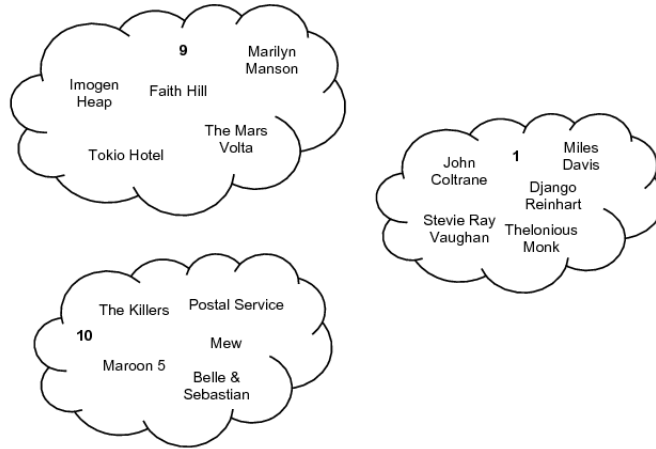 9
Marilyn
Manson
Imogen
Heap
Faith Hill
The Mars
Volta
Tokio Hotel
1
Miles
Davis
John
Coltrane
Django
Reinhart
Stevie Ray
Vaughan
Thelonious
Monk
The Killers
Postal Service
10
Mew
Maroon 5
Belle &
Sebastian